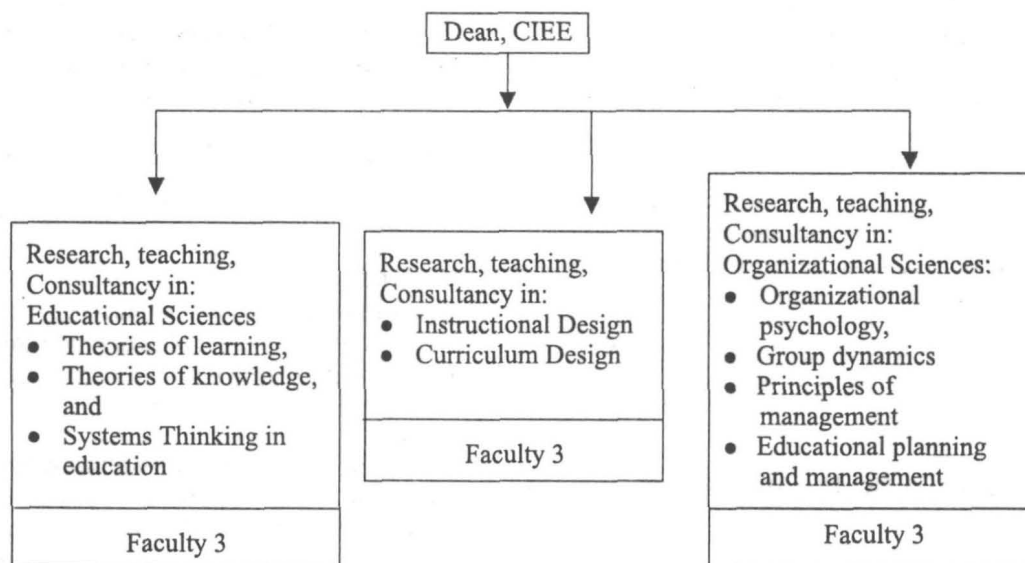 Dean, CIEE
Research, teaching,
Consultancy in:
Educational Sciences
● Theories of learning,
● Theories of knowledge,
and
● Systems Thinking in
education
Faculty 3
Research, teaching,
Consultancy in:
● Instructional Design
● Curriculum Design
Faculty 3
Research, teaching,
Consultancy in:
Organizational Sciences:
● Organizational
psychology,
● Group dynamics
● Principles of
management
● Educational planning
and management
Faculty 3